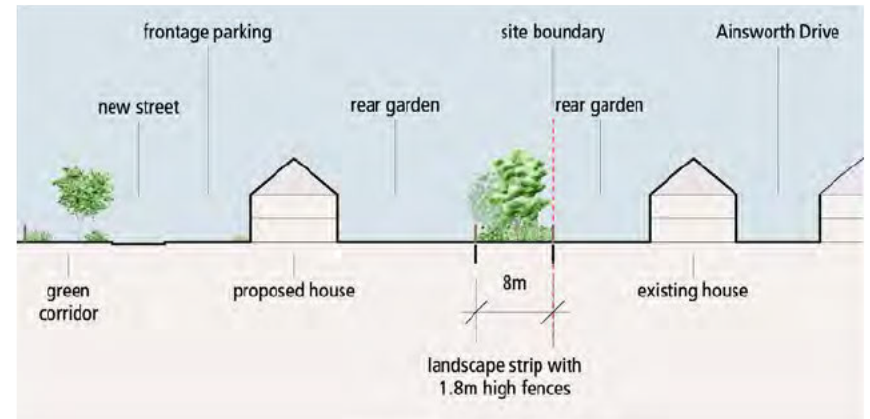 frontage parking
site boundary
Ainsworth Drive
new street
rear garden
rear garden
green
corridor
proposed house
8m
existing house
landscape strip with
1.8m high fences